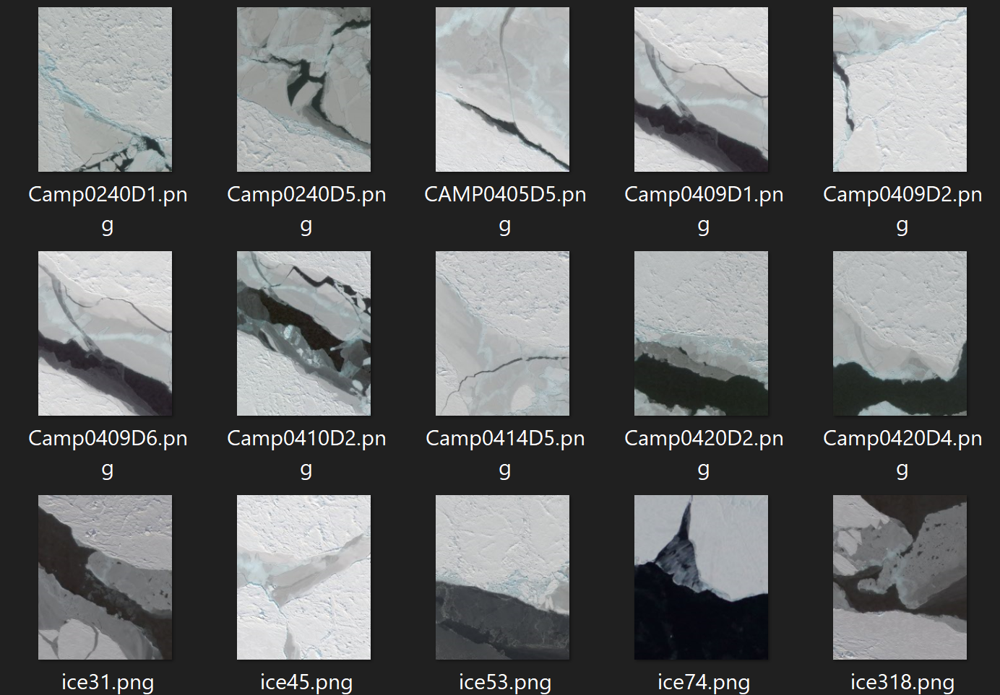 Camp0240D1.pn
g
Camp0240D5.pn
g
CAMP0405D5.pn
g
Camp0409D1.pn
g
Camp0409D2.pn
g
Camp0409D6.pn
g
Camp0410D2.pn
g
Camp0414D5.pn
g
Camp0420D2.pn
g
Camp0420D4.pn
g
ice31.png
ice45.png
ice53.png
ice74.png
ice318.png